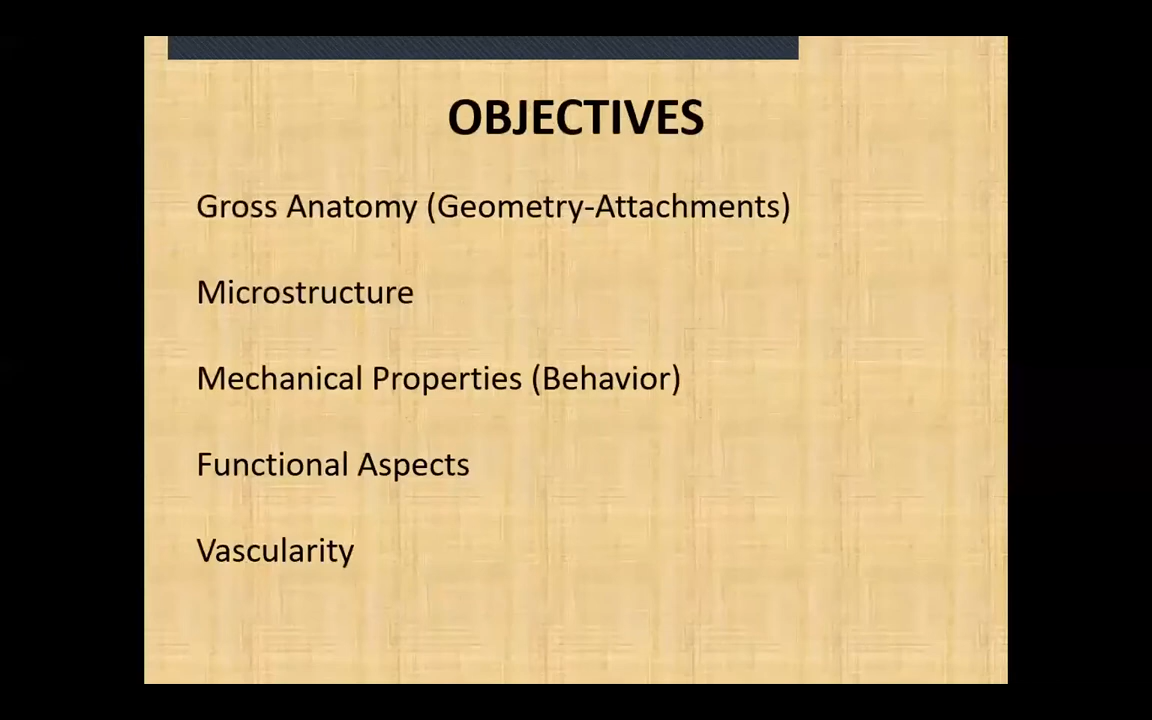 OBJECTIVES
Gross Anatomy (Geometry-Attachments)
Microstructure
Mechanical Properties (Behavior)
Functional Aspects
Vascularity